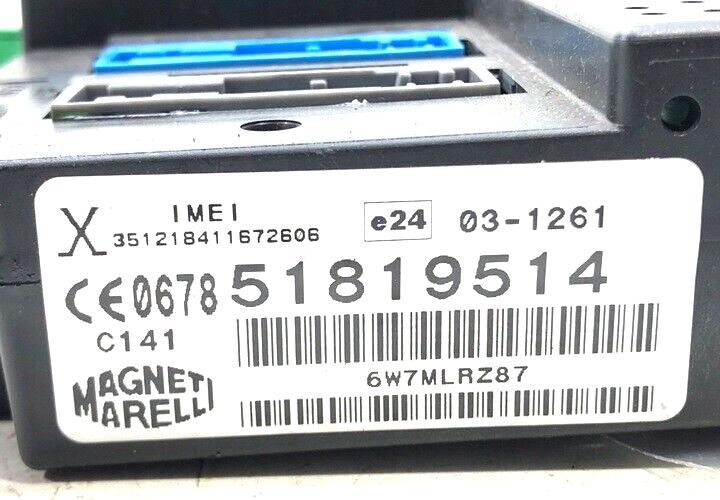 IMEI
351218411672606
e24 03-1261
CE0678 51819514
C141
MAGNETI
MARELLI
6W7MLRZ87